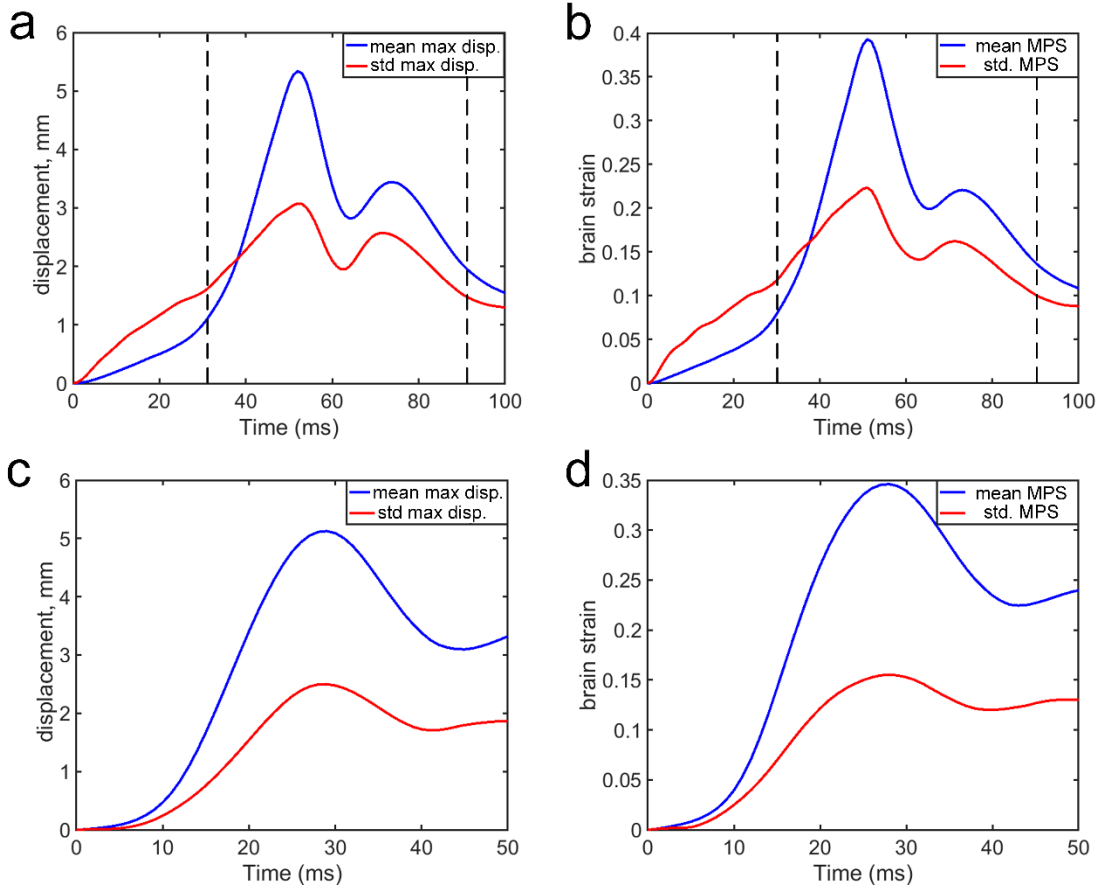 a
6
5
4
3
2
1
0
displacement, mm
mean max disp.
std max disp.
0 20 40 60 80 100
Time (ms)
b
0.4
0.35
0.3
0.25
0.2
0.15
0.1
0.05
0
brain strain
mean MPS
std. MPS
0 20 40 60 80 100
Time (ms)
c
6
5
4
3
2
1
0
displacement, mm
mean max disp.
std max disp.
0 10 20 30 40 50
Time (ms)
d
0.35
0.3
0.25
0.2
0.15
0.1
0.05
0
brain strain
mean MPS
std. MPS
0 10 20 30 40 50
Time (ms)